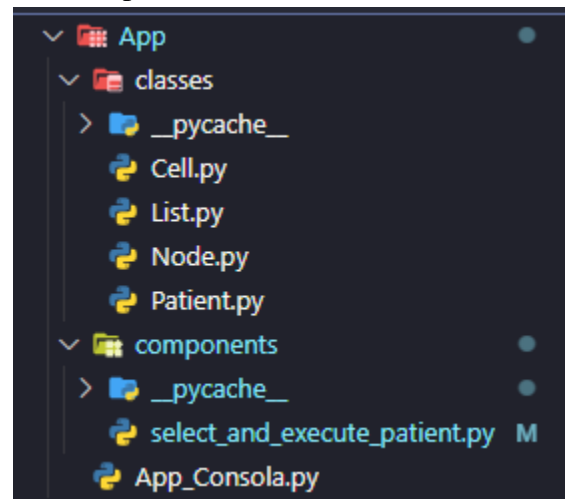 App
classes
__pycache__
Cell.py
List.py
Node.py
Patient.py
components
__pycache__
select_and_execute_patient.py M
App_Consola.py